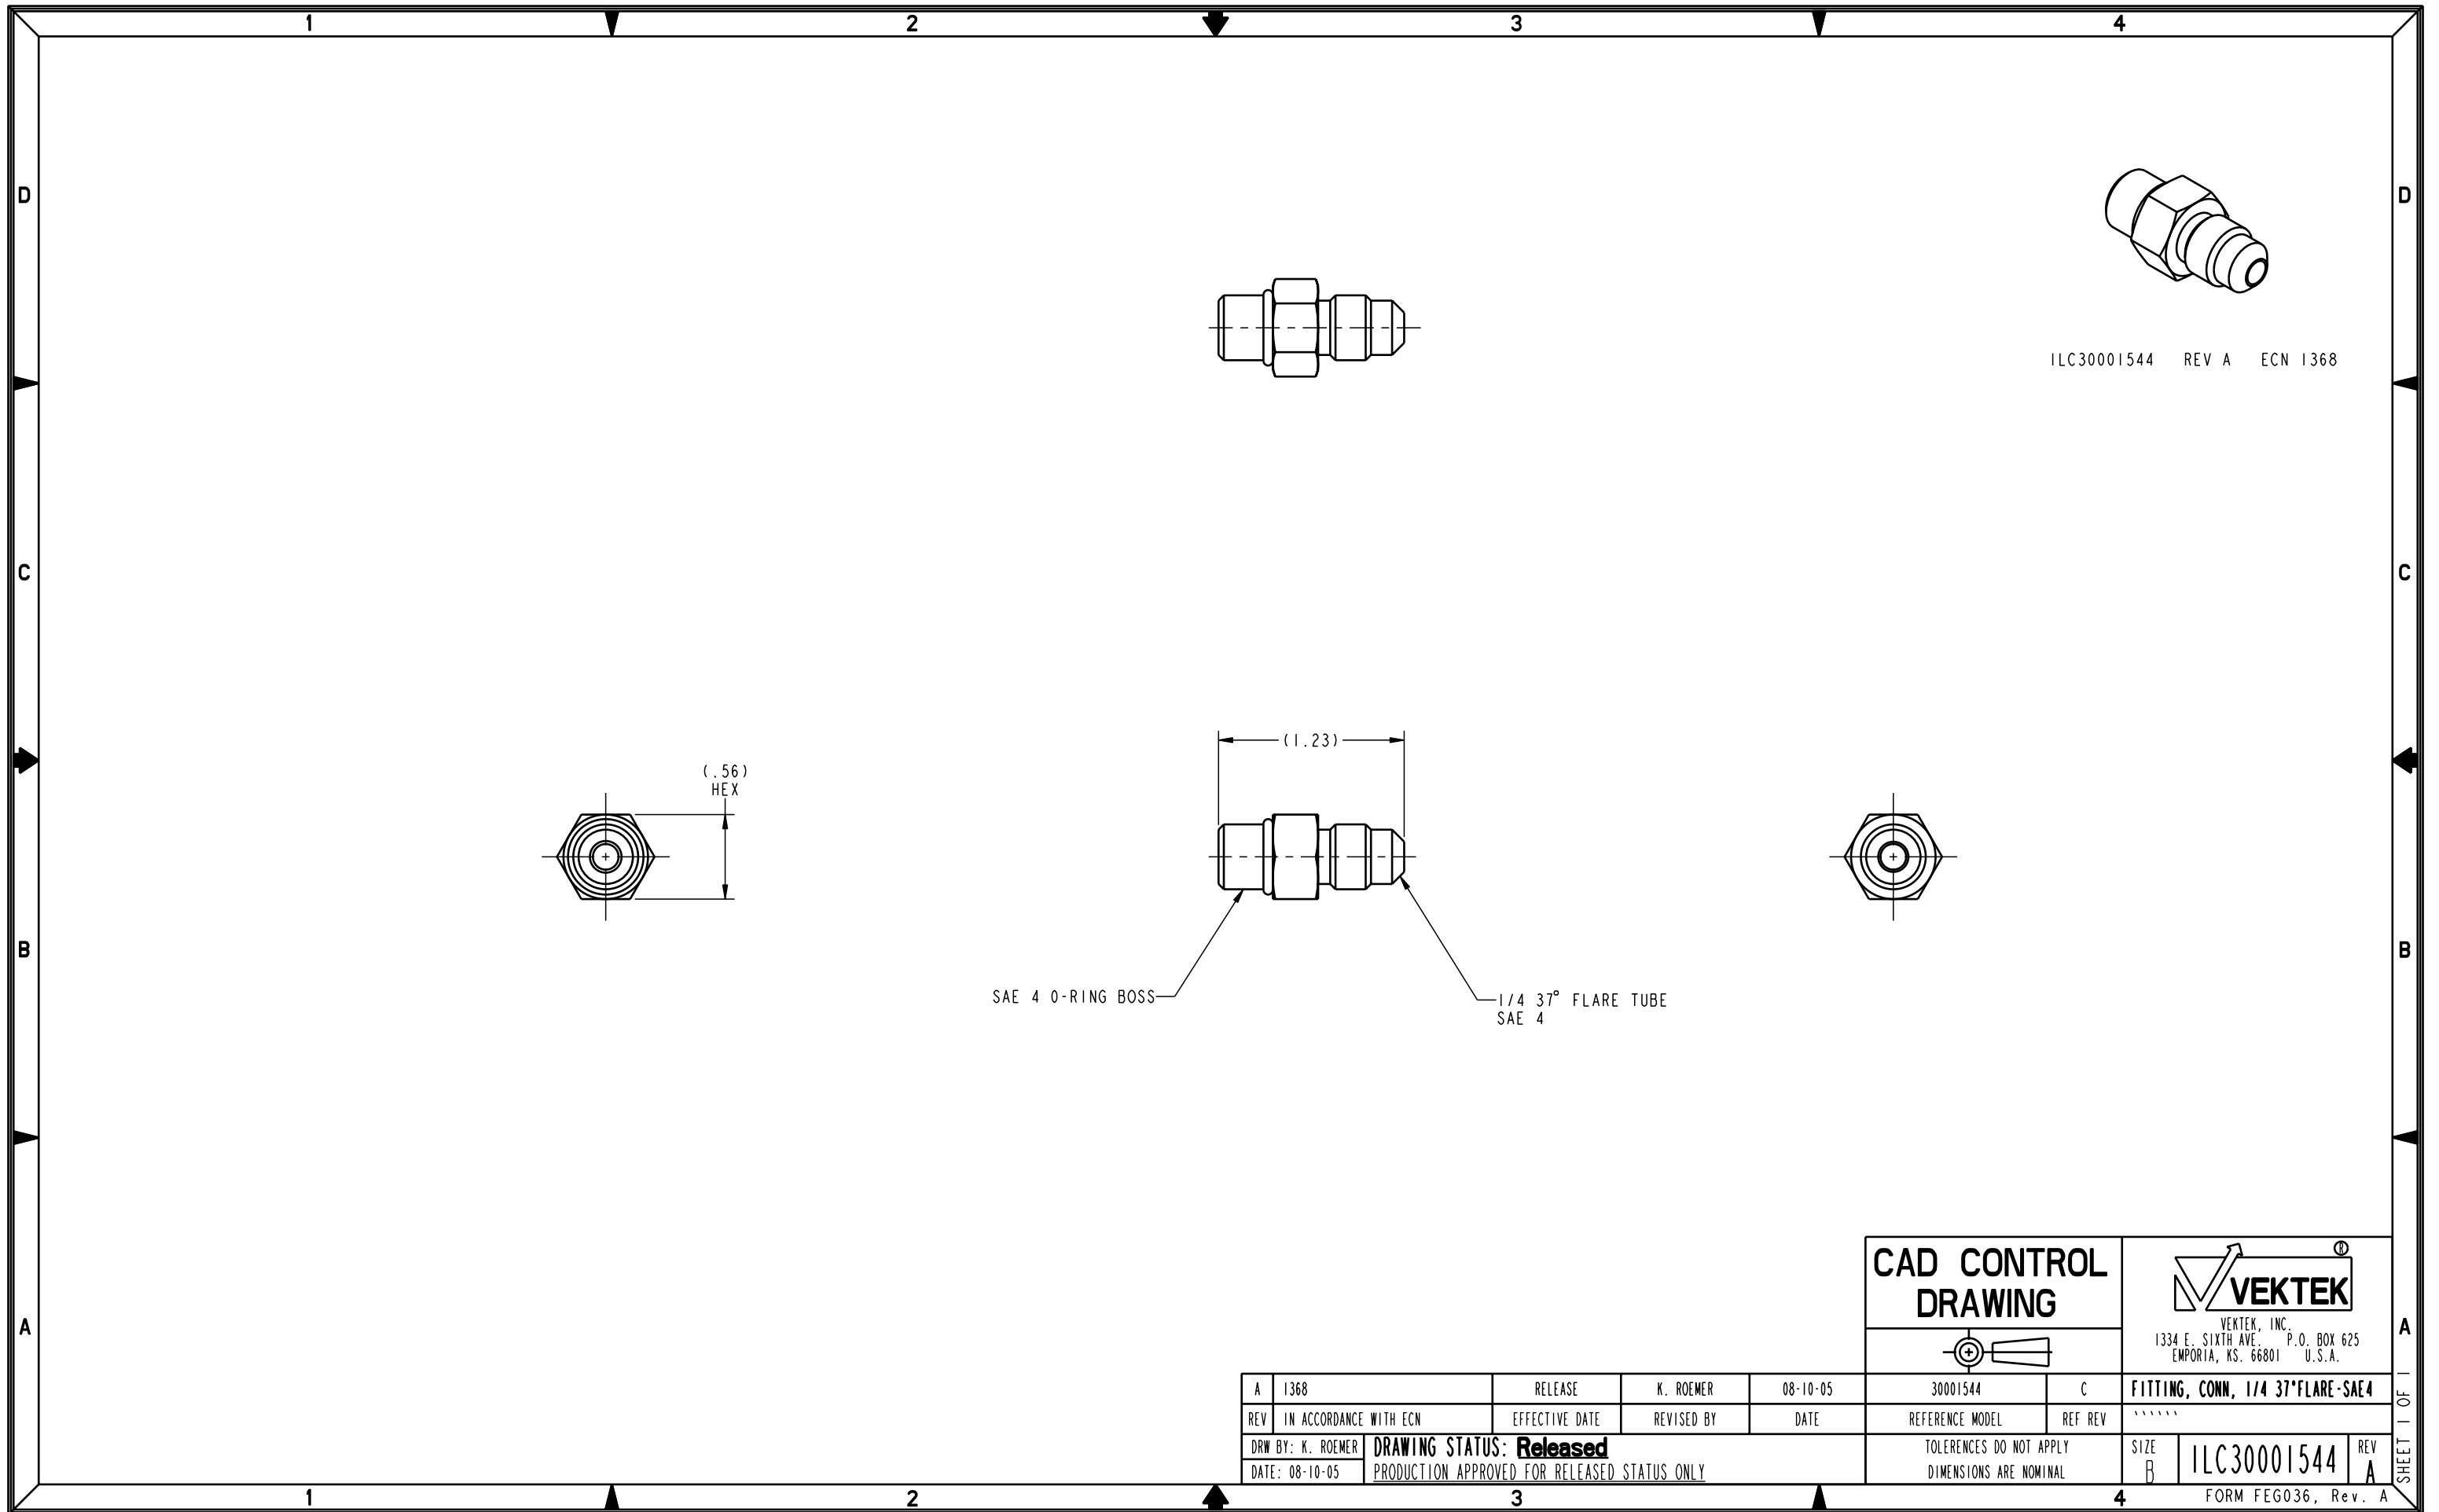 1 2 3 4
D D
ILC30001544 REV A ECN 1368
C C
(1.23)
(.56)
HEX
B B
SAE 4 O-RING BOSS
1/4 37° FLARE TUBE
SAE 4
CAD CONTROL
DRAWING
®
VEKTEK
VEKTEK, INC.
1334 E. SIXTH AVE. P.O. BOX 625
EMPORIA, KS. 66801 U.S.A.
A A
A 1368 RELEASE K. ROEMER 08-10-05 30001544 C FITTING, CONN, 1/4 37°FLARE-SAE4
REV IN ACCORDANCE WITH ECN EFFECTIVE DATE REVISED BY DATE REFERENCE MODEL REF REV ``````
DRW BY: K. ROEMER DRAWING STATUS: Released TOLERENCES DO NOT APPLY SIZE ILC30001544 REV
DATE: 08-10-05 PRODUCTION APPROVED FOR RELEASED STATUS ONLY DIMENSIONS ARE NOMINAL B A
SHEET 1 OF 1
FORM FEG036, Rev. A
1 2 3 4